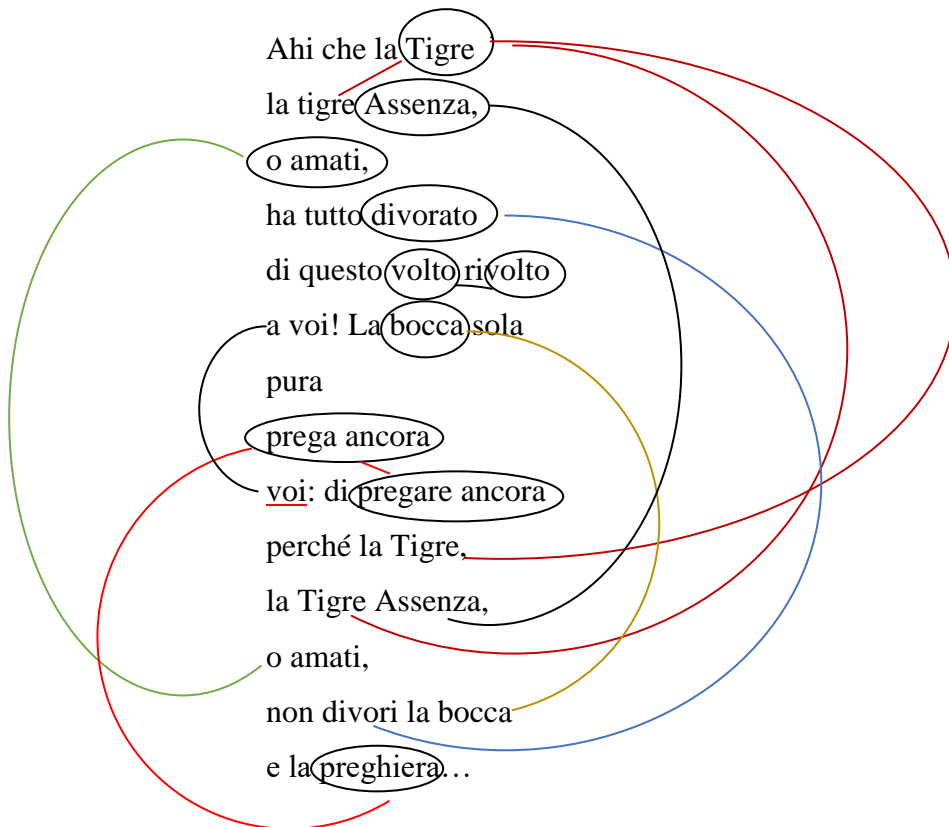 Ahi che la Tigre
la tigre Assenza,
o amati,
ha tutto divorato
di questo volto rivolto
a voi! La bocca sola
pura
prega ancora
voi: di pregare ancora
perché la Tigre,
la Tigre Assenza,
o amati,
non divori la bocca
e la preghiera…